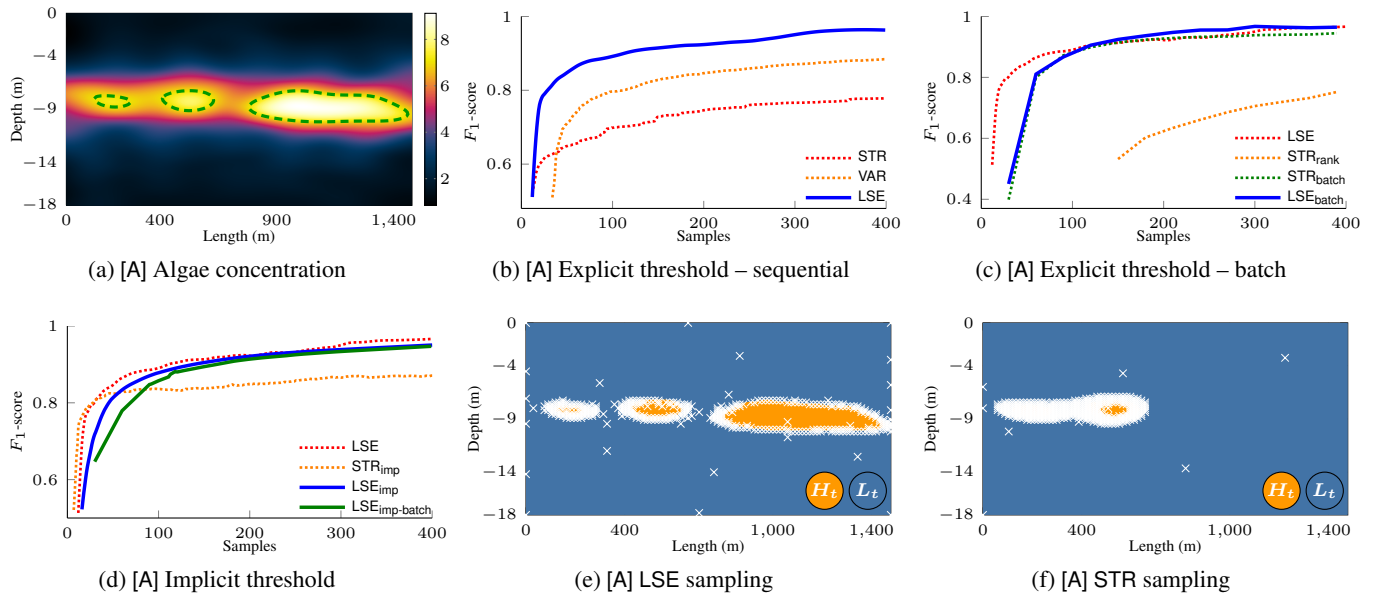 0
−4
−9
−14
−18
Depth (m)
0
400
900
1,400
Length (m)
8
6
4
2
(a) [A] Algae concentration
1
0.8
0.6
F1-score
0
100
200
300
400
Samples
STR
VAR
LSE
(b) [A] Explicit threshold – sequential
1
0.8
0.6
0.4
F1-score
0
100
200
300
400
Samples
LSE
STRrank
STRbatch
LSEbatch
(c) [A] Explicit threshold – batch
1
0.8
0.6
F1-score
0
100
200
300
400
Samples
LSE
STRimp
LSEimp
LSEimp-batch
(d) [A] Implicit threshold
0
−4
−9
−14
−18
Depth (m)
400
1,000
1,400
Length (m)
Ht
Lt
(e) [A] LSE sampling
0
−4
−9
−14
−18
Depth (m)
0
400
1,000
1,400
Length (m)
Ht
Lt
(f) [A] STR sampling